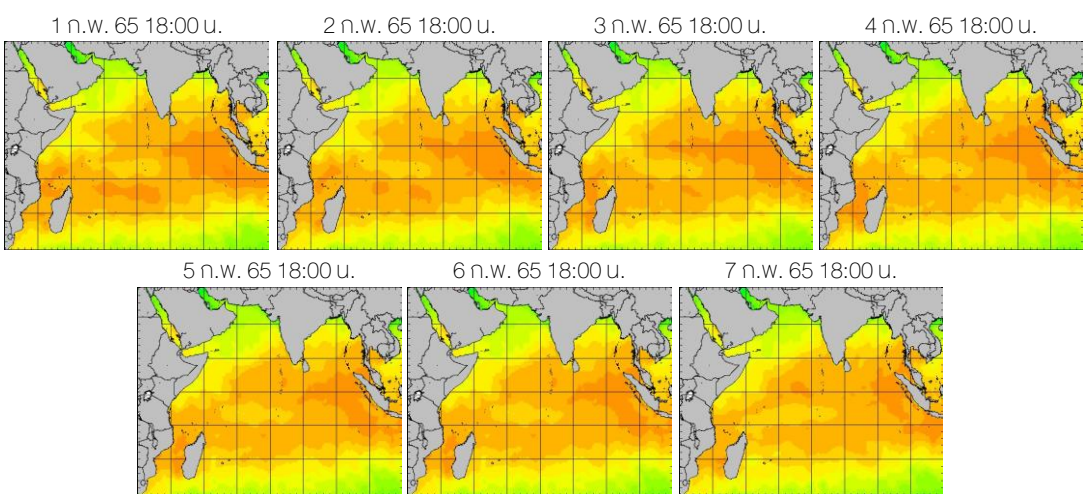 1 ก.พ. 65 18:00 น.
2 ก.พ. 65 18:00 น.
3 ก.พ. 65 18:00 น.
4 ก.พ. 65 18:00 น.
5 ก.พ. 65 18:00 น.
6 ก.พ. 65 18:00 น.
7 ก.พ. 65 18:00 น.